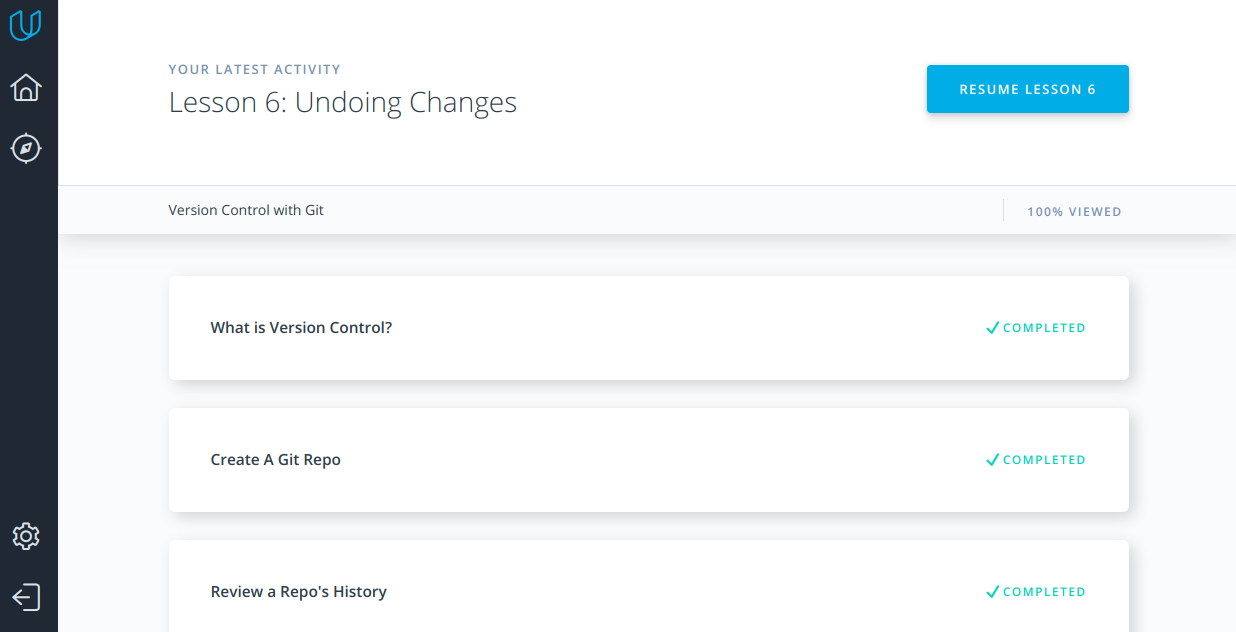 YOUR LATEST ACTIVITY
Lesson 6: Undoing Changes
RESUME LESSON 6
Version Control with Git
100% VIEWED
What is Version Control?
COMPLETED
Create A Git Repo
COMPLETED
Review a Repo's History
COMPLETED